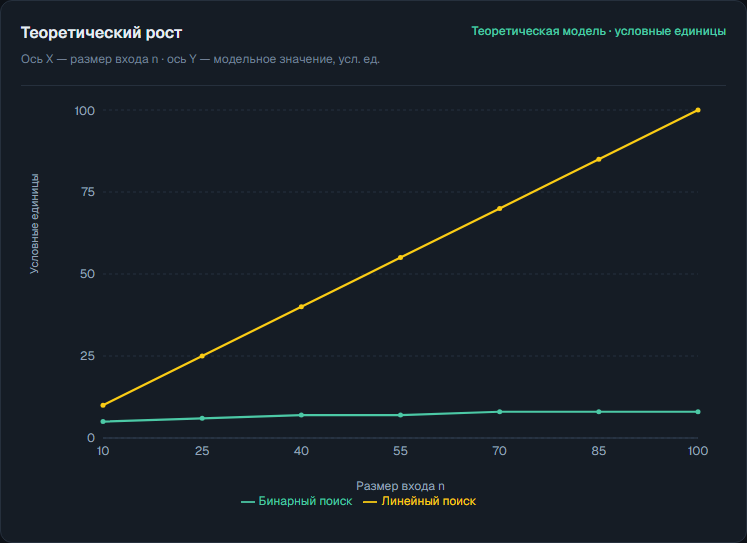 Теоретический рост
Теоретическая модель · условные единицы
Ось X — размер входа n · ось Y — модельное значение, усл. ед.
100
75
50
25
0
Условные единицы
10 25 40 55 70 85 100
Размер входа n
Бинарный поиск Линейный поиск